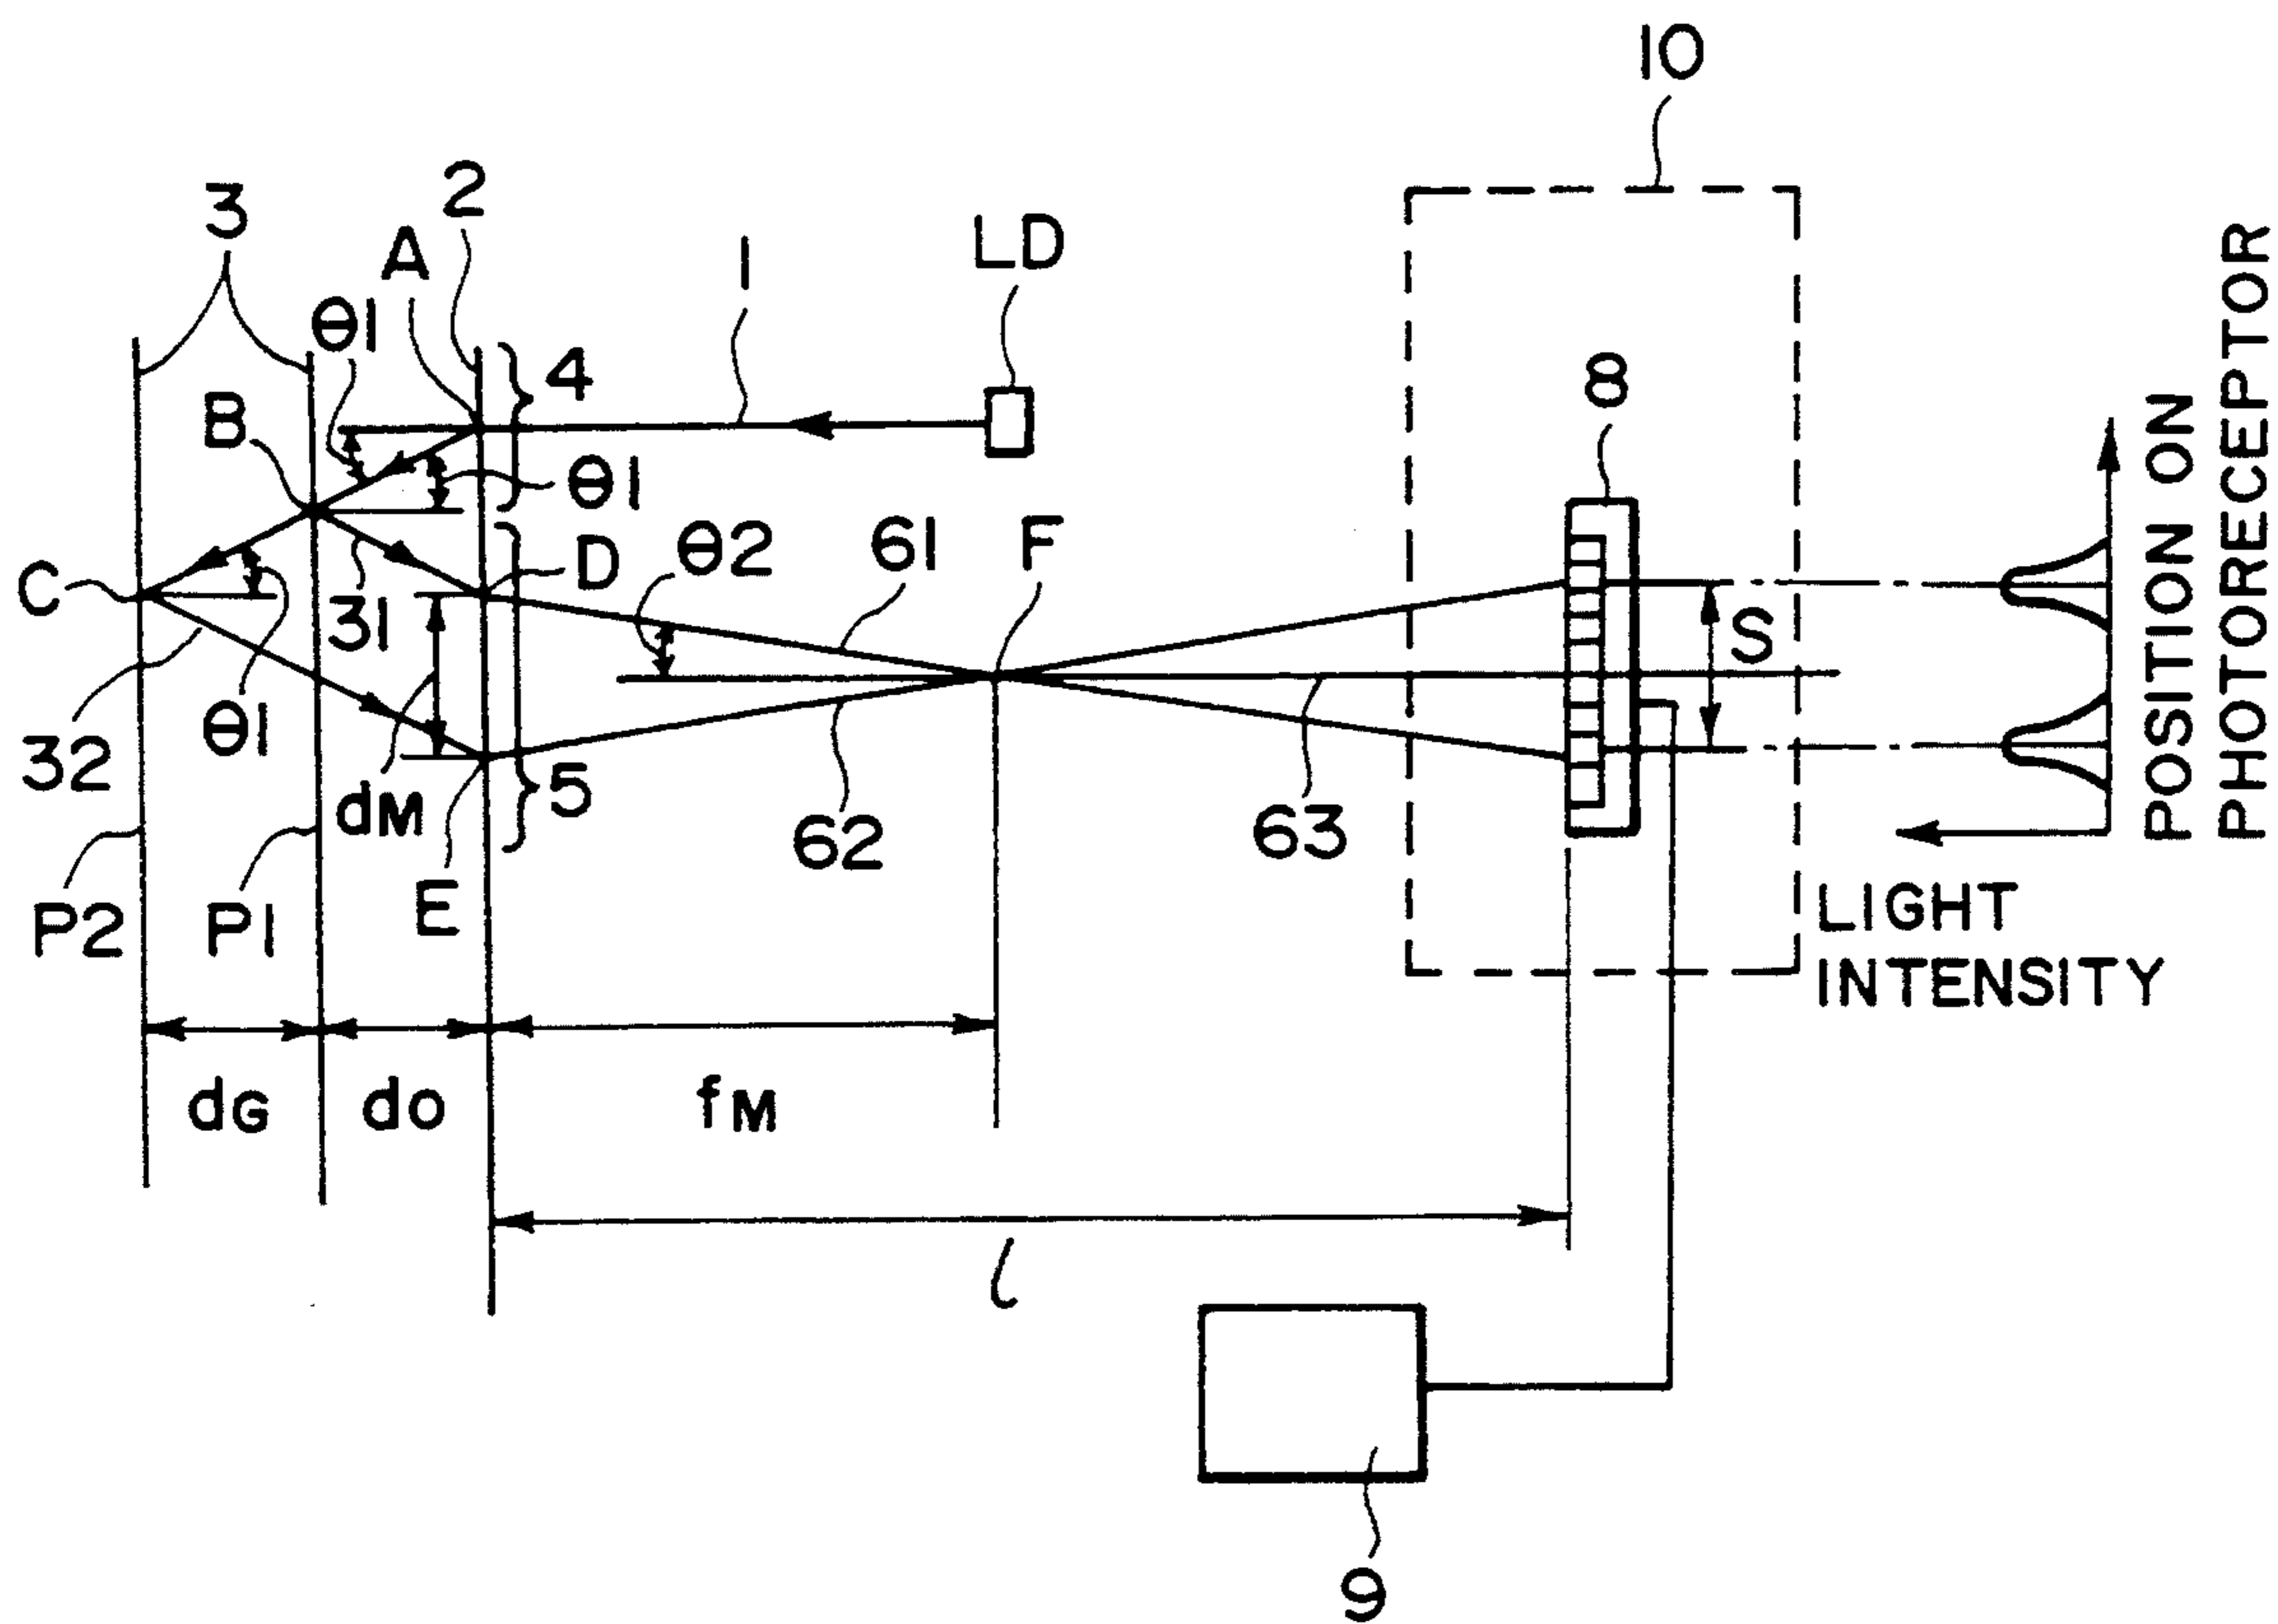 10
2
3
A
LD
1
θ1
4
8
B
θ1
C
31
D
θ2
61
F
S
32
θ1
dM
5
62
63
E
P2
P1
POSITION ON
PHOTORECEPTOR
LIGHT
INTENSITY
dG
do
fM
l
9